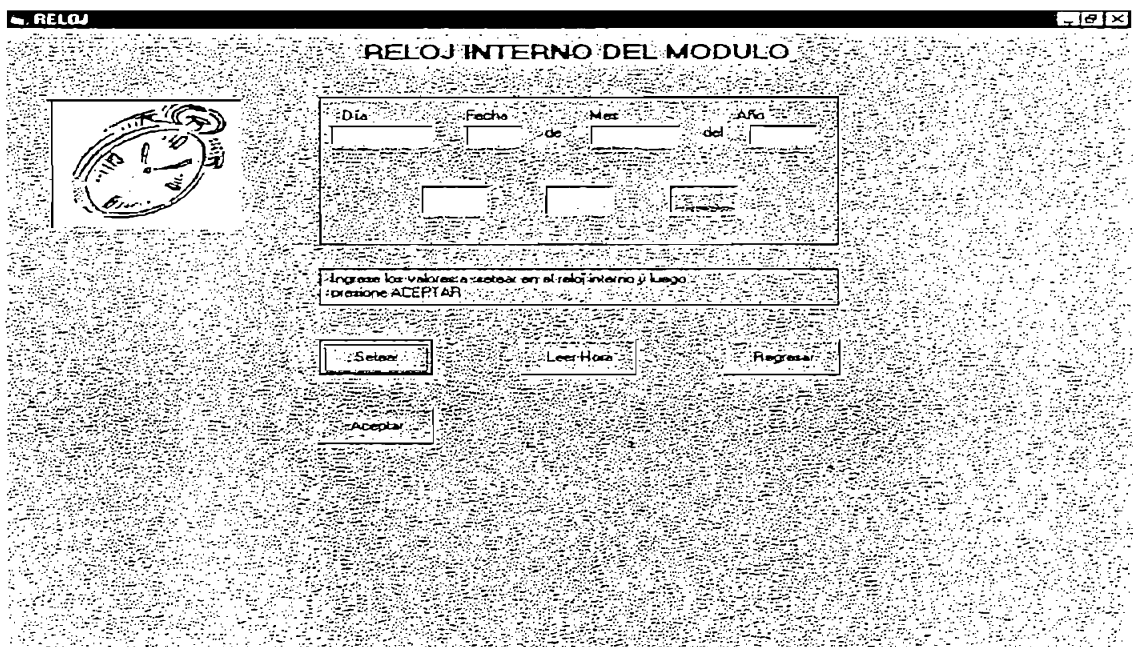 RELOJ
RELOJ INTERNO DEL MODULO
Día Fecha Mes Año
de del
Ingrese los valores a setear en el reloj interno y luego
presione ACEPTAR
Setear Leer Hora Regresar
Aceptar